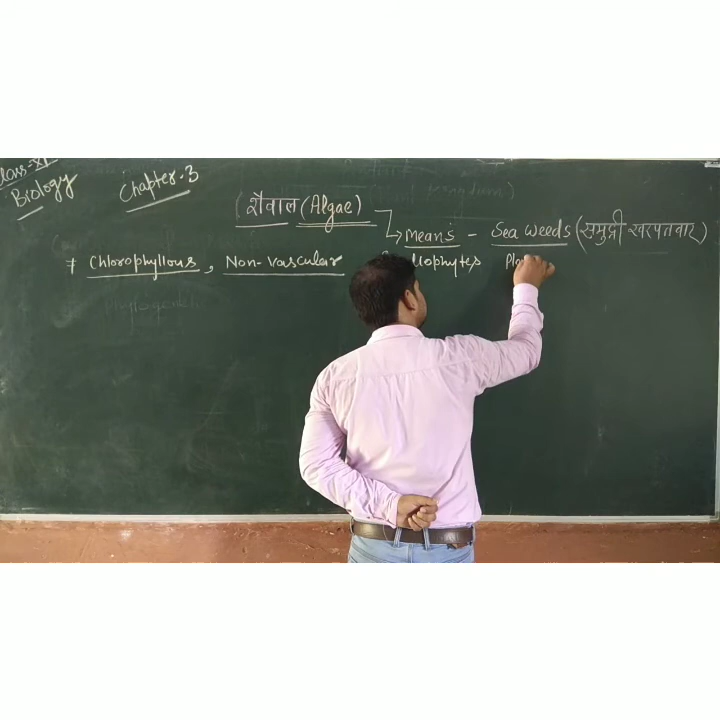 Class-XI
Biology
Chapter-3
(शैवाल (Algae)
Means - Sea weeds (समुद्री खरपतवार)
* Chlorophyllous, Non-vascular